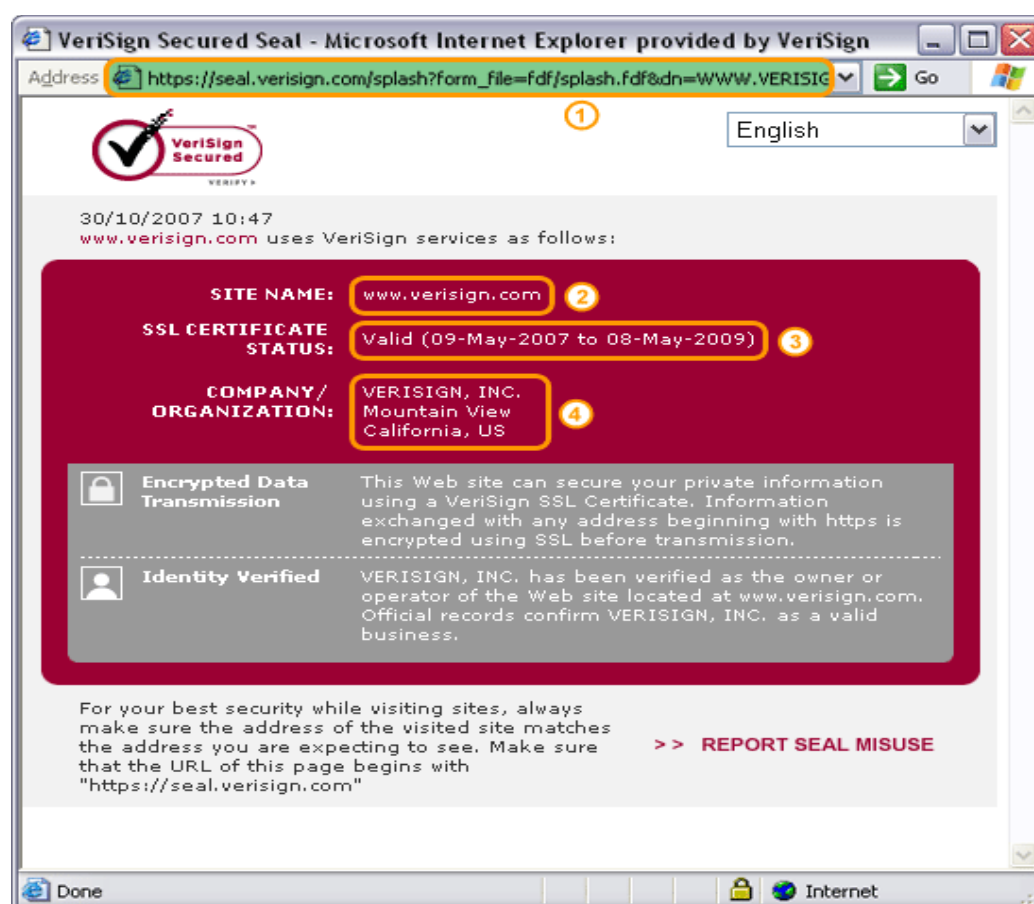 VeriSign Secured Seal - Microsoft Internet Explorer provided by VeriSign
Address https://seal.verisign.com/splash?form_file=fdf/splash.fdf&dn=WWW.VERISIG Go
1
VeriSign
Secured
VERIFY>
English
30/10/2007 10:47
www.verisign.com uses VeriSign services as follows:
SITE NAME: www.verisign.com 2
SSL CERTIFICATE
STATUS: Valid (09-May-2007 to 08-May-2009) 3
COMPANY/
ORGANIZATION: VERISIGN, INC.
Mountain View
California, US
4
Encrypted Data
Transmission
This Web site can secure your private information
using a VeriSign SSL Certificate. Information
exchanged with any address beginning with https is
encrypted using SSL before transmission.
Identity Verified
VERISIGN, INC. has been verified as the owner or
operator of the Web site located at www.verisign.com.
Official records confirm VERISIGN, INC. as a valid
business.
For your best security while visiting sites, always
make sure the address of the visited site matches
the address you are expecting to see. Make sure
that the URL of this page begins with
"https://seal.verisign.com"
>> REPORT SEAL MISUSE
Done
Internet